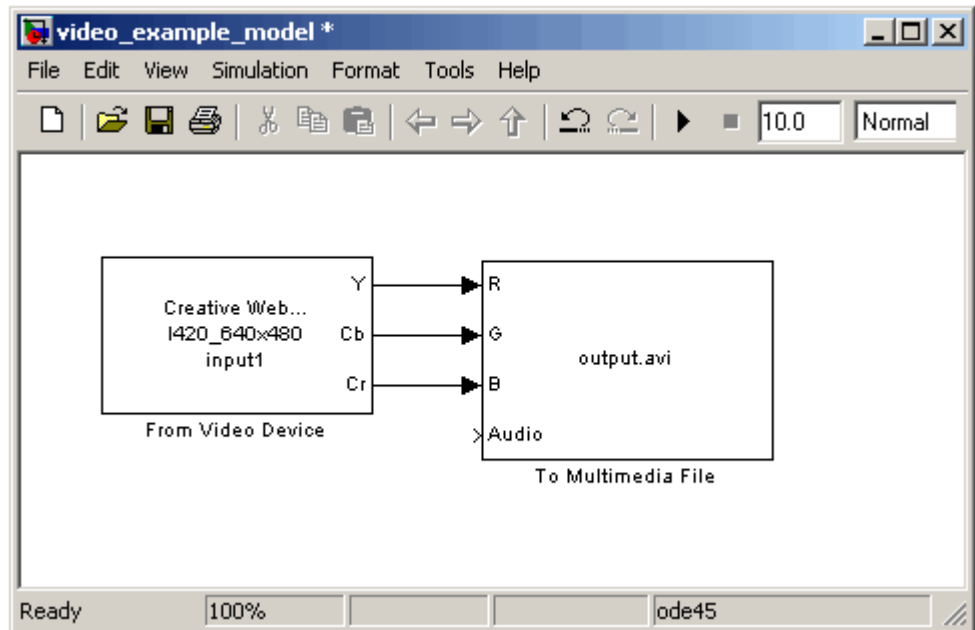 video_example_model *
File Edit View Simulation Format Tools Help
10.0 Normal
Creative Web...
I420_640x480
input1
Y
Cb
Cr
From Video Device
R
G
B
Audio
output.avi
To Multimedia File
Ready 100% ode45